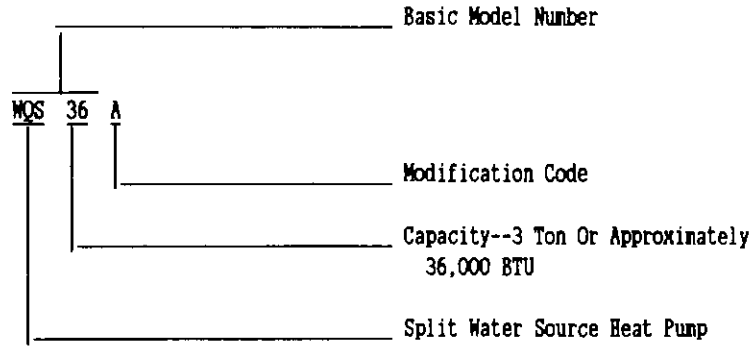 Basic Model Number
WQS 36 A
Modification Code
Capacity--3 Ton Or Approximately
36,000 BTU
Split Water Source Heat Pump